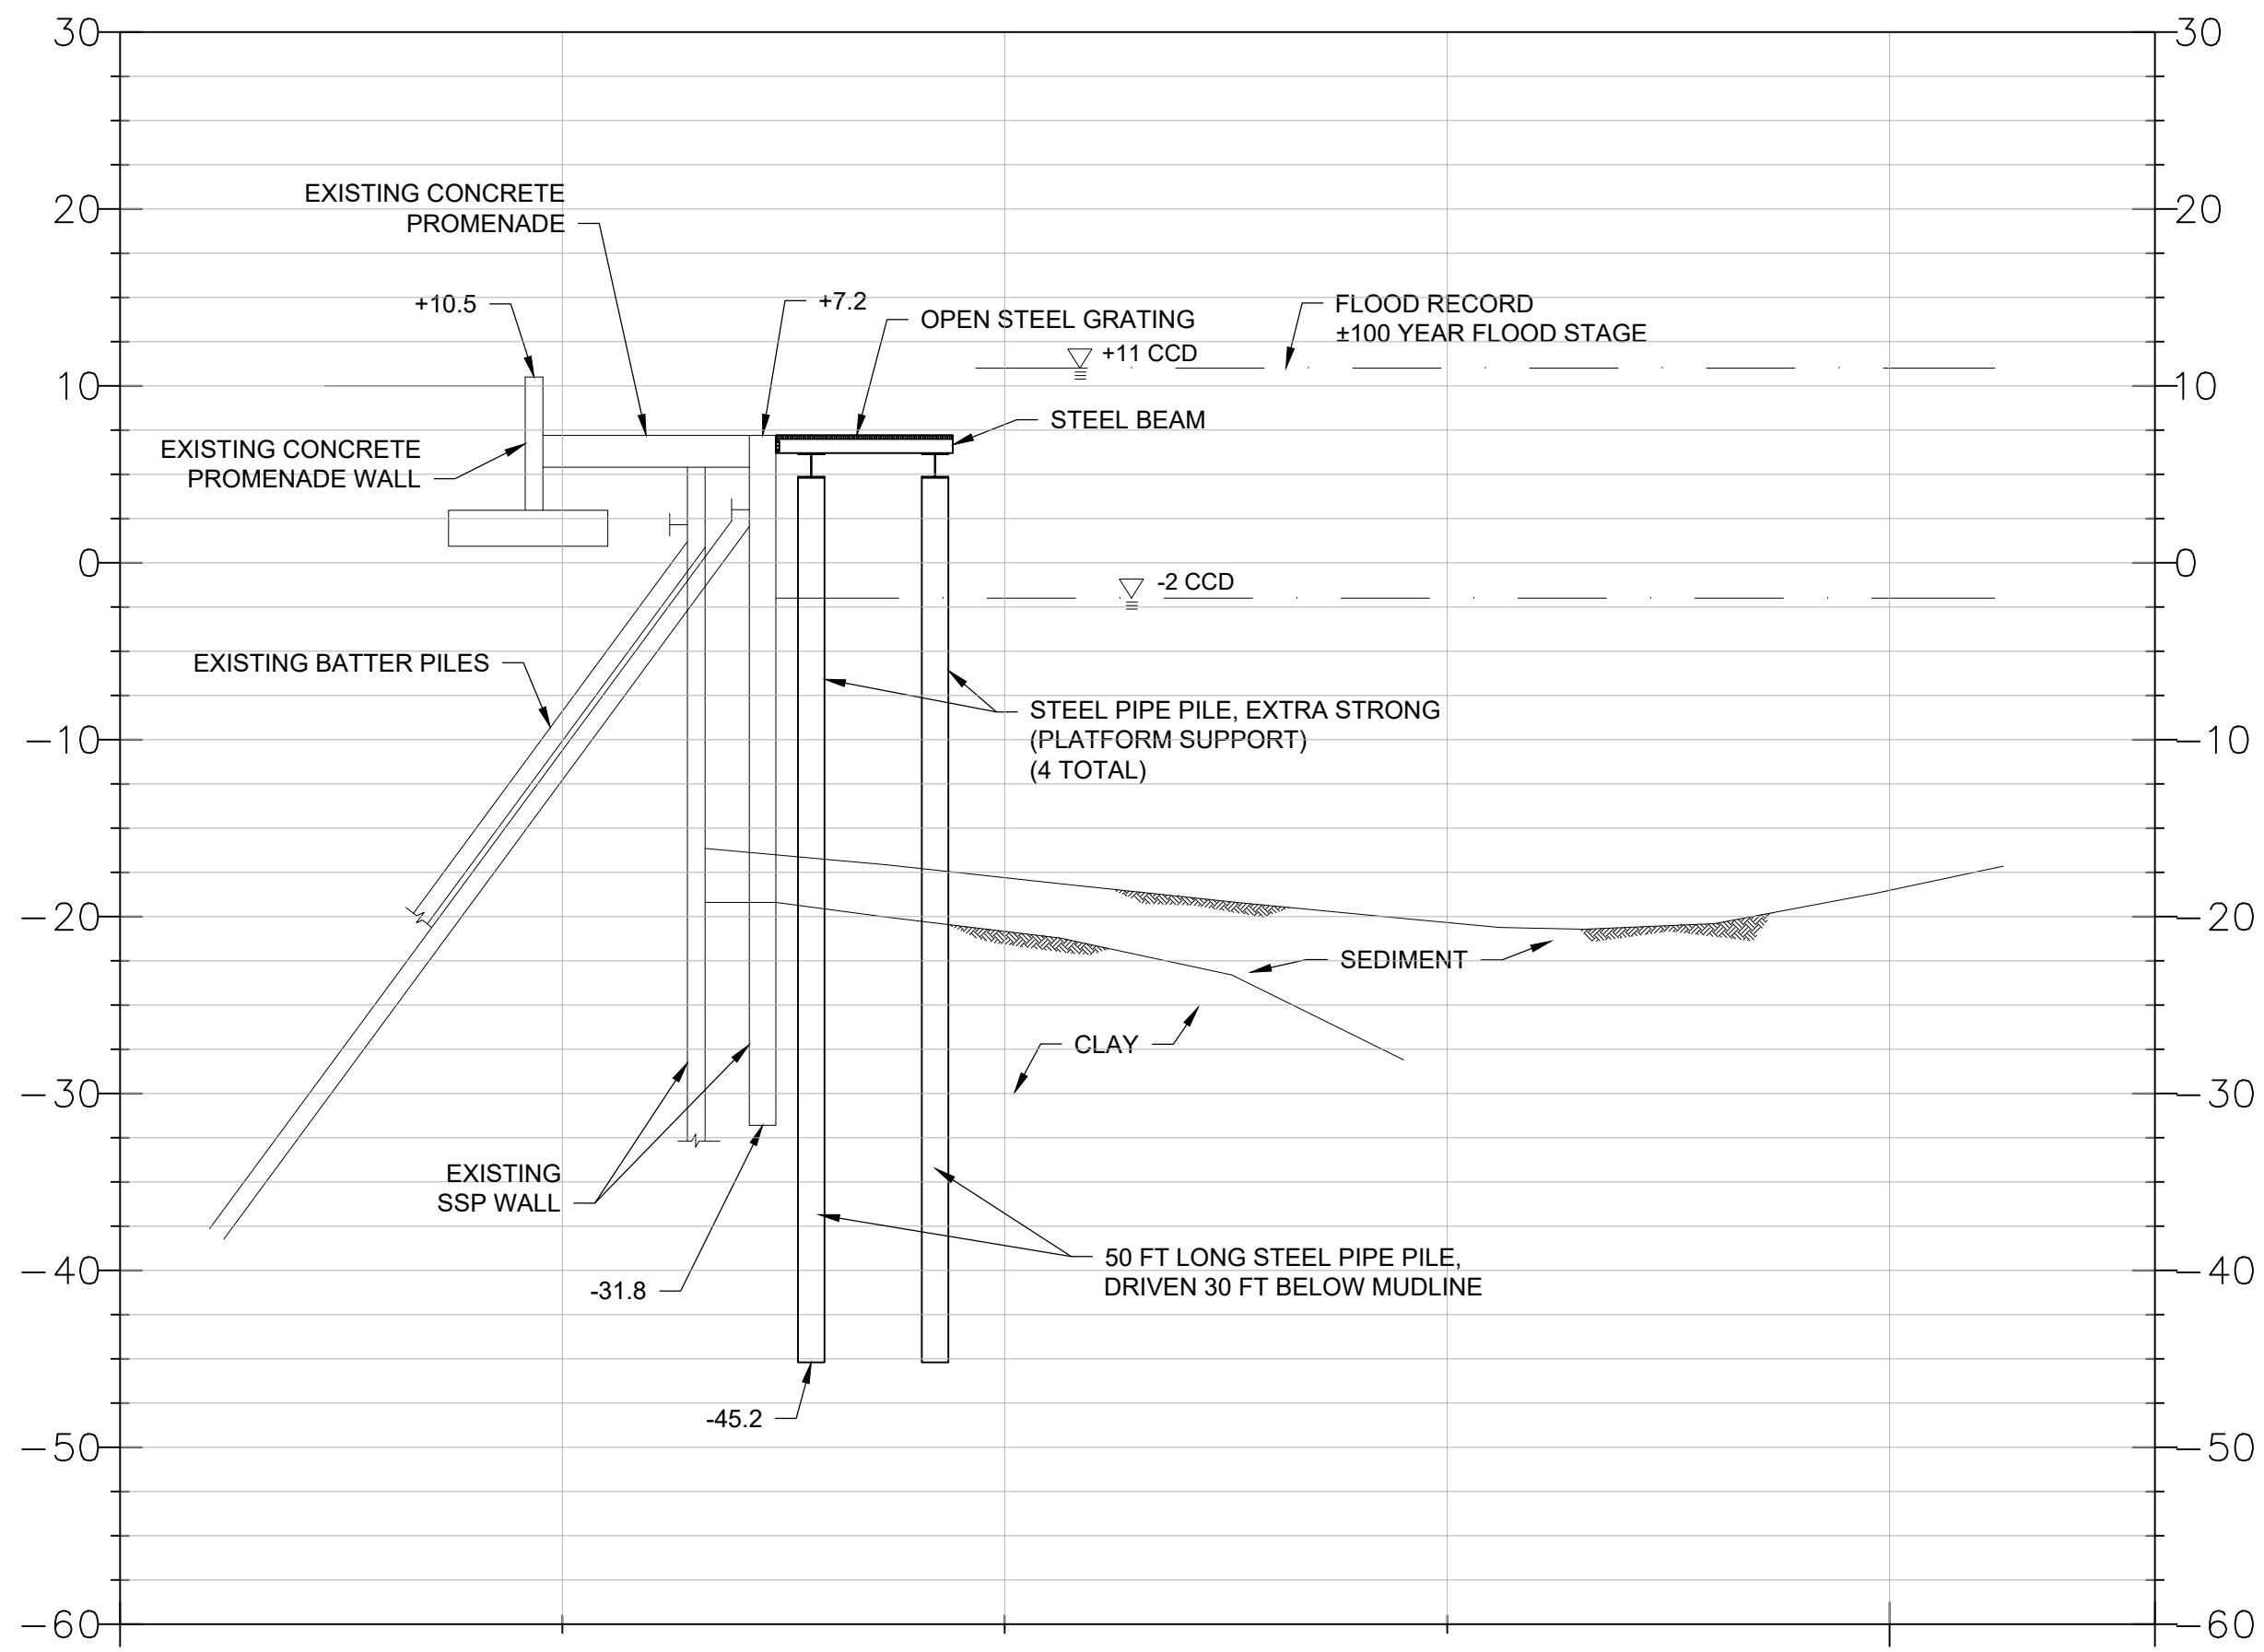 30
30
EXISTING CONCRETE
PROMENADE
20
20
+10.5
+7.2
OPEN STEEL GRATING
FLOOD RECORD
±100 YEAR FLOOD STAGE
+11 CCD
10
10
STEEL BEAM
EXISTING CONCRETE
PROMENADE WALL
0
0
-2 CCD
EXISTING BATTER PILES
STEEL PIPE PILE, EXTRA STRONG
(PLATFORM SUPPORT)
(4 TOTAL)
-10
-10
-20
-20
SEDIMENT
CLAY
-30
-30
EXISTING
SSP WALL
-31.8
50 FT LONG STEEL PIPE PILE,
DRIVEN 30 FT BELOW MUDLINE
-40
-40
-45.2
-50
-50
-60
-60